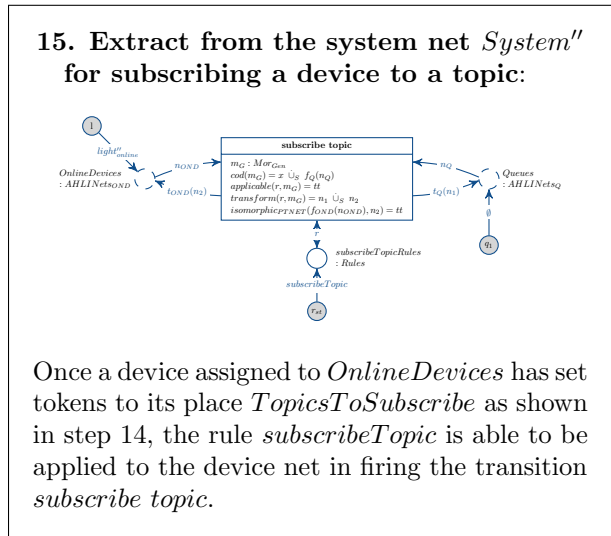 15. Extract from the system net System″
for subscribing a device to a topic:
1
light″online
OnlineDevices
: AHLINetsOND
nOND
tOND(n2)
subscribe topic
mG : MorGen
cod(mG) = x ∪̇S fQ(nQ)
applicable(r, mG) = tt
transform(r, mG) = n1 ∪̇S n2
isomorphicPTNET(fOND(nOND), n2) = tt
nQ
tQ(n1)
Queues
: AHLINetsQ
∅
q1
r
subscribeTopicRules
: Rules
subscribeTopic
rst
Once a device assigned to OnlineDevices has set
tokens to its place TopicsToSubscribe as shown
in step 14, the rule subscribeTopic is able to be
applied to the device net in firing the transition
subscribe topic.